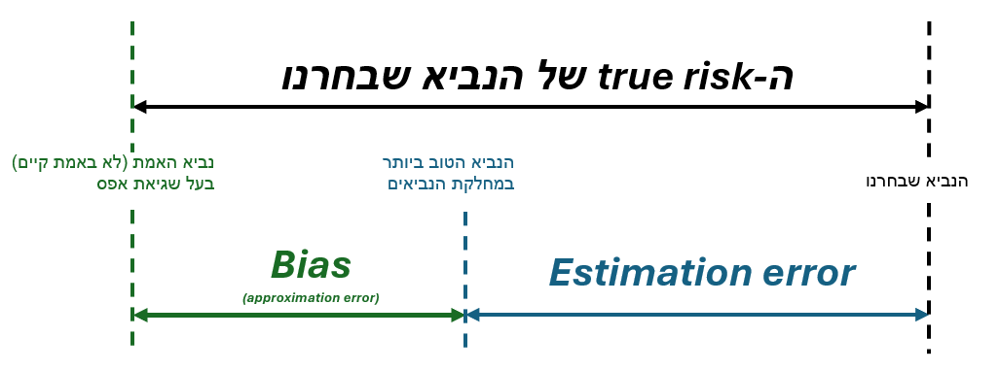 ה-true risk של הנביא שבחרנו
נביא האמת (לא באמת קיים)
בעל שגיאת אפס
הנביא הטוב ביותר
במחלקת הנביאים
הנביא שבחרנו
Bias
(approximation error)
Estimation error